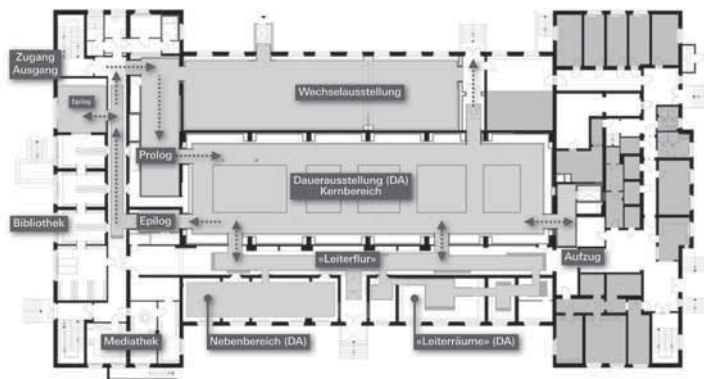 Zugang
Ausgang
Epilog
Wechselausstellung
Prolog
Dauerausstellung (DA)
Kernbereich
Bibliothek
Epilog
«Leiterflur»
Aufzug
Mediathek
Nebenbereich (DA)
«Leiterräume» (DA)